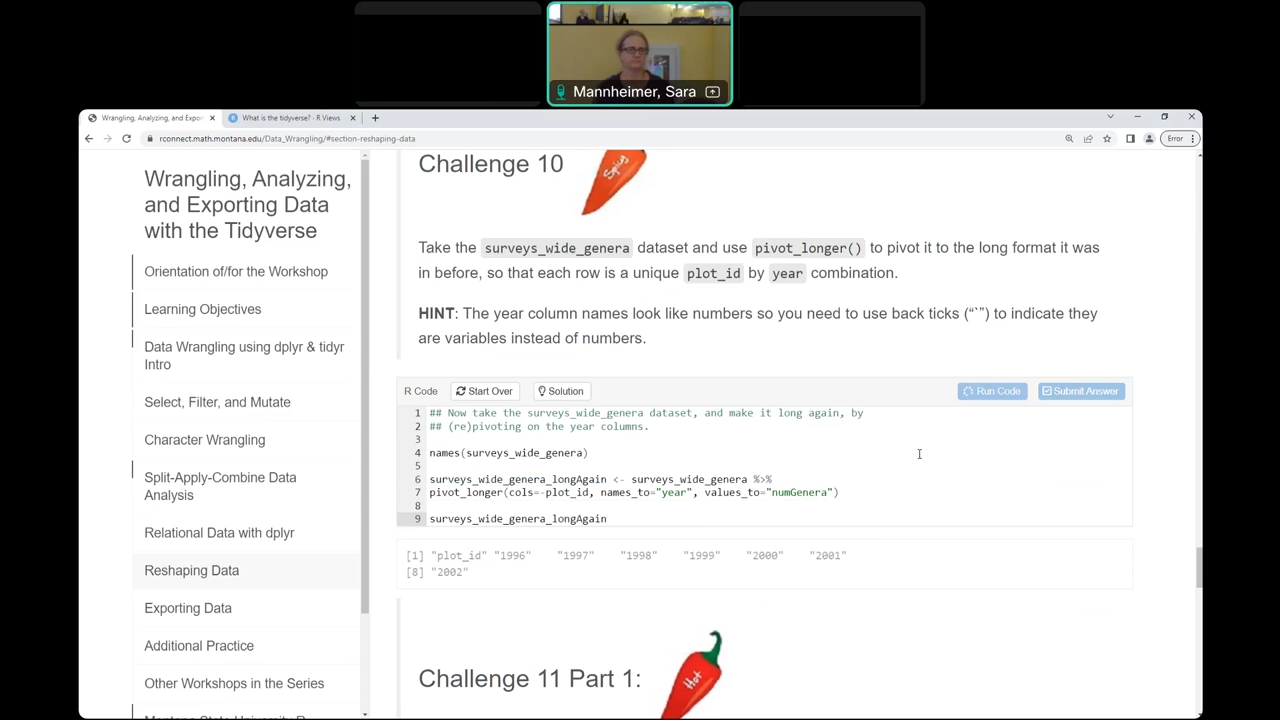 Mannheimer, Sara
Wrangling, Analyzing, and Expor
What is the tidyverse? - R Views
rconnect.math.montana.edu/Data_Wrangling/#section-reshaping-data
Error
Wrangling, Analyzing,
and Exporting Data
with the Tidyverse
Orientation of/for the Workshop
Learning Objectives
Data Wrangling using dplyr & tidyr
Intro
Select, Filter, and Mutate
Character Wrangling
Split-Apply-Combine Data
Analysis
Relational Data with dplyr
Reshaping Data
Exporting Data
Additional Practice
Other Workshops in the Series
Montana State University R
Challenge 10
Spicy
Take the surveys_wide_genera dataset and use pivot_longer() to pivot it to the long format it was
in before, so that each row is a unique plot_id by year combination.
HINT: The year column names look like numbers so you need to use back ticks (“`”) to indicate they
are variables instead of numbers.
R Code Start Over Solution Run Code Submit Answer
1 ## Now take the surveys_wide_genera dataset, and make it long again, by
2 ## (re)pivoting on the year columns.
3
4 names(surveys_wide_genera)
5
6 surveys_wide_genera_longAgain <- surveys_wide_genera %>%
7 pivot_longer(cols=-plot_id, names_to="year", values_to="numGenera")
8
9 surveys_wide_genera_longAgain
[1] "plot_id" "1996" "1997" "1998" "1999" "2000" "2001"
[8] "2002"
Challenge 11 Part 1:
Hot